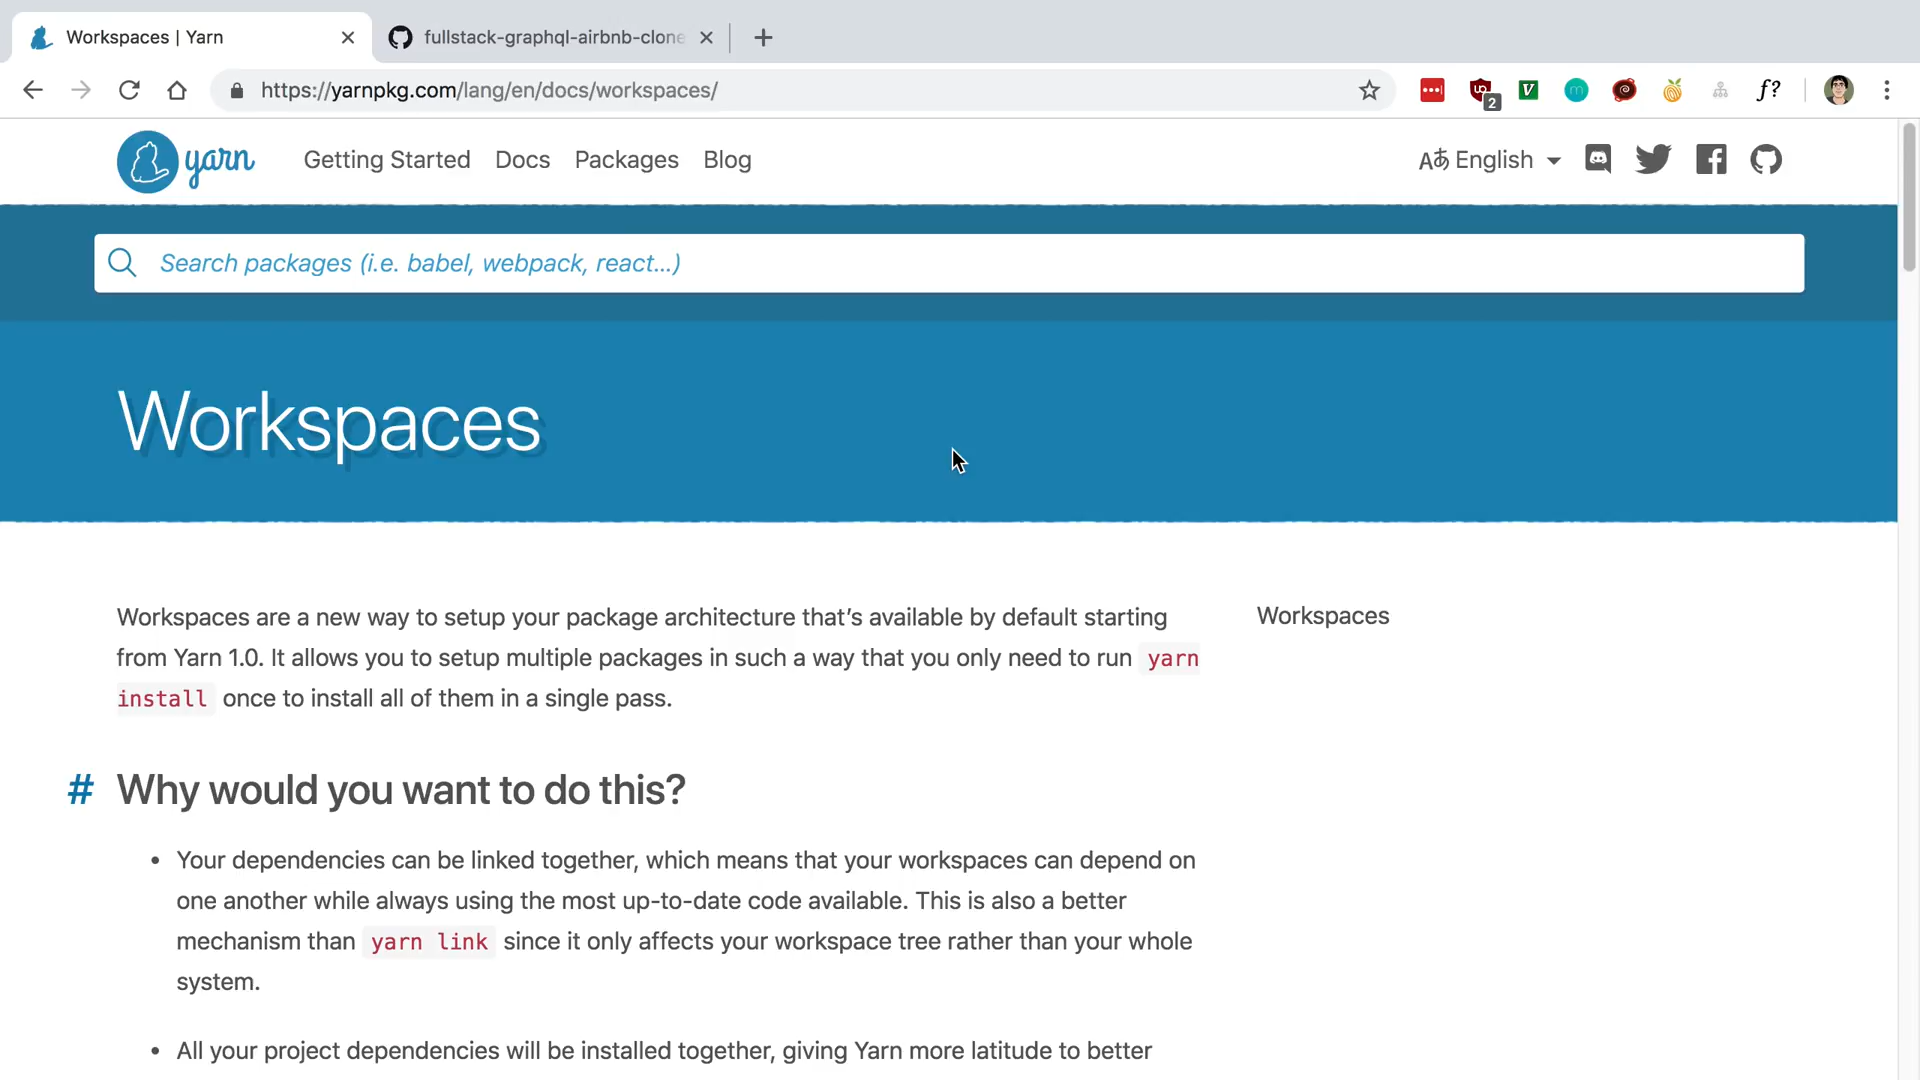 Workspaces | Yarn
fullstack-graphql-airbnb-clone
https://yarnpkg.com/lang/en/docs/workspaces/
2
V
m
f?
yarn
Getting Started
Docs
Packages
Blog
Aあ English
Search packages (i.e. babel, webpack, react...)
Workspaces
Workspaces are a new way to setup your package architecture that’s available by default starting
from Yarn 1.0. It allows you to setup multiple packages in such a way that you only need to run yarn
install once to install all of them in a single pass.
Workspaces
# Why would you want to do this?
• Your dependencies can be linked together, which means that your workspaces can depend on
one another while always using the most up-to-date code available. This is also a better
mechanism than yarn link since it only affects your workspace tree rather than your whole
system.
• All your project dependencies will be installed together, giving Yarn more latitude to better